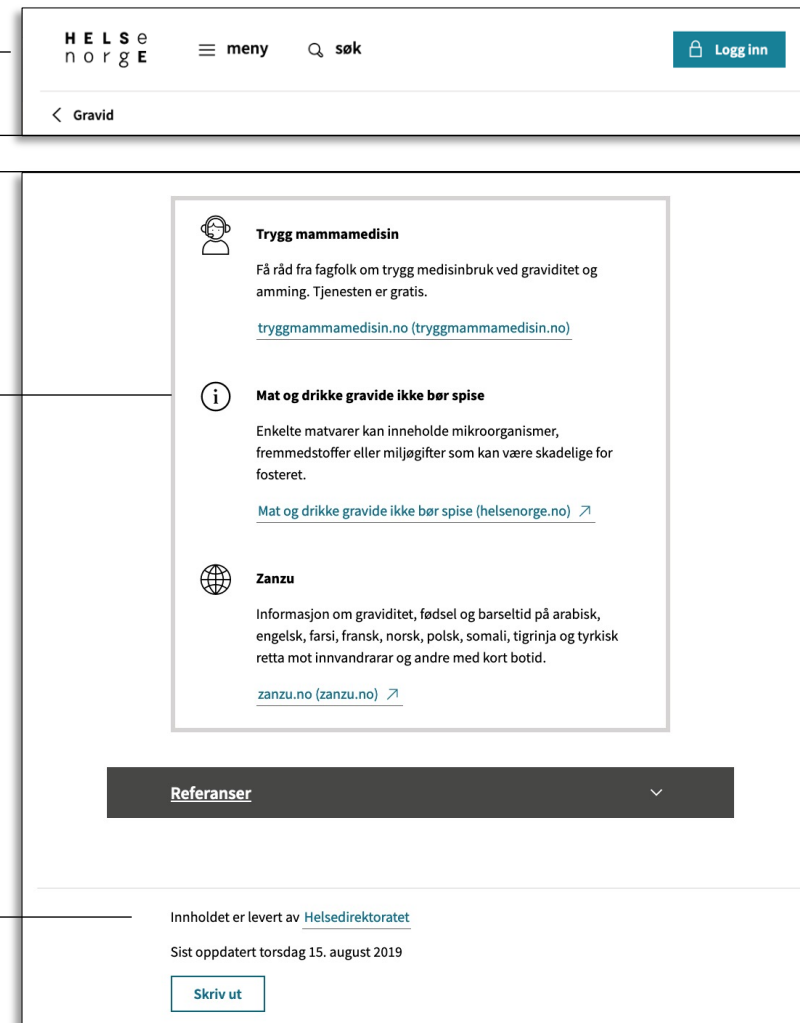 HELSe
norgE
meny
søk
Logg inn
Gravid
Trygg mammamedisin
Få råd fra fagfolk om trygg medisinbruk ved graviditet og
amming. Tjenesten er gratis.
tryggmammamedisin.no (tryggmammamedisin.no)
Mat og drikke gravide ikke bør spise
Enkelte matvarer kan inneholde mikroorganismer,
fremmedstoffer eller miljøgifter som kan være skadelige for
fosteret.
Mat og drikke gravide ikke bør spise (helsenorge.no)
Zanzu
Informasjon om graviditet, fødsel og barseltid på arabisk,
engelsk, farsi, fransk, norsk, polsk, somali, tigrinja og tyrkisk
retta mot innvandrarar og andre med kort botid.
zanzu.no (zanzu.no)
Referanser
Innholdet er levert av Helsedirektoratet
Sist oppdatert torsdag 15. august 2019
Skriv ut